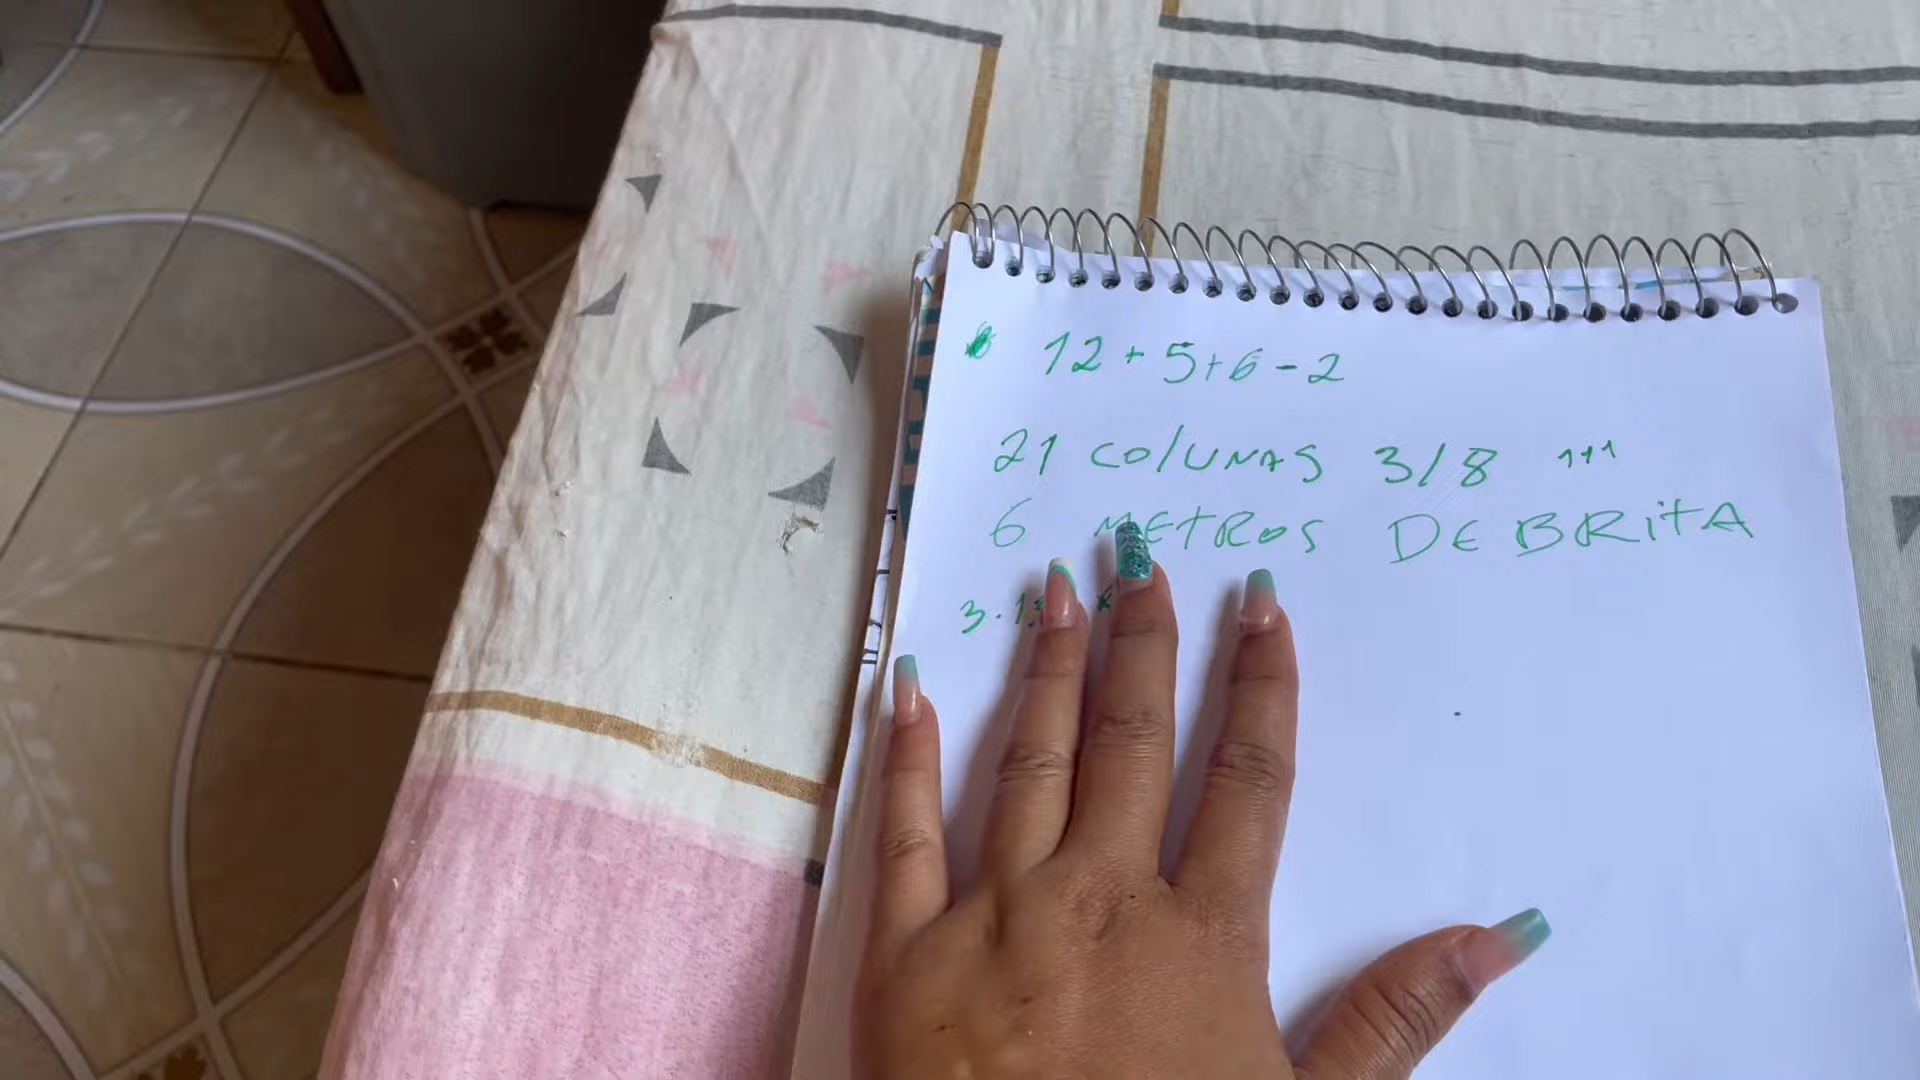 12 + 5 + 6 - 2
21 COLUNAS 3/8
6 METROS DE BRITA